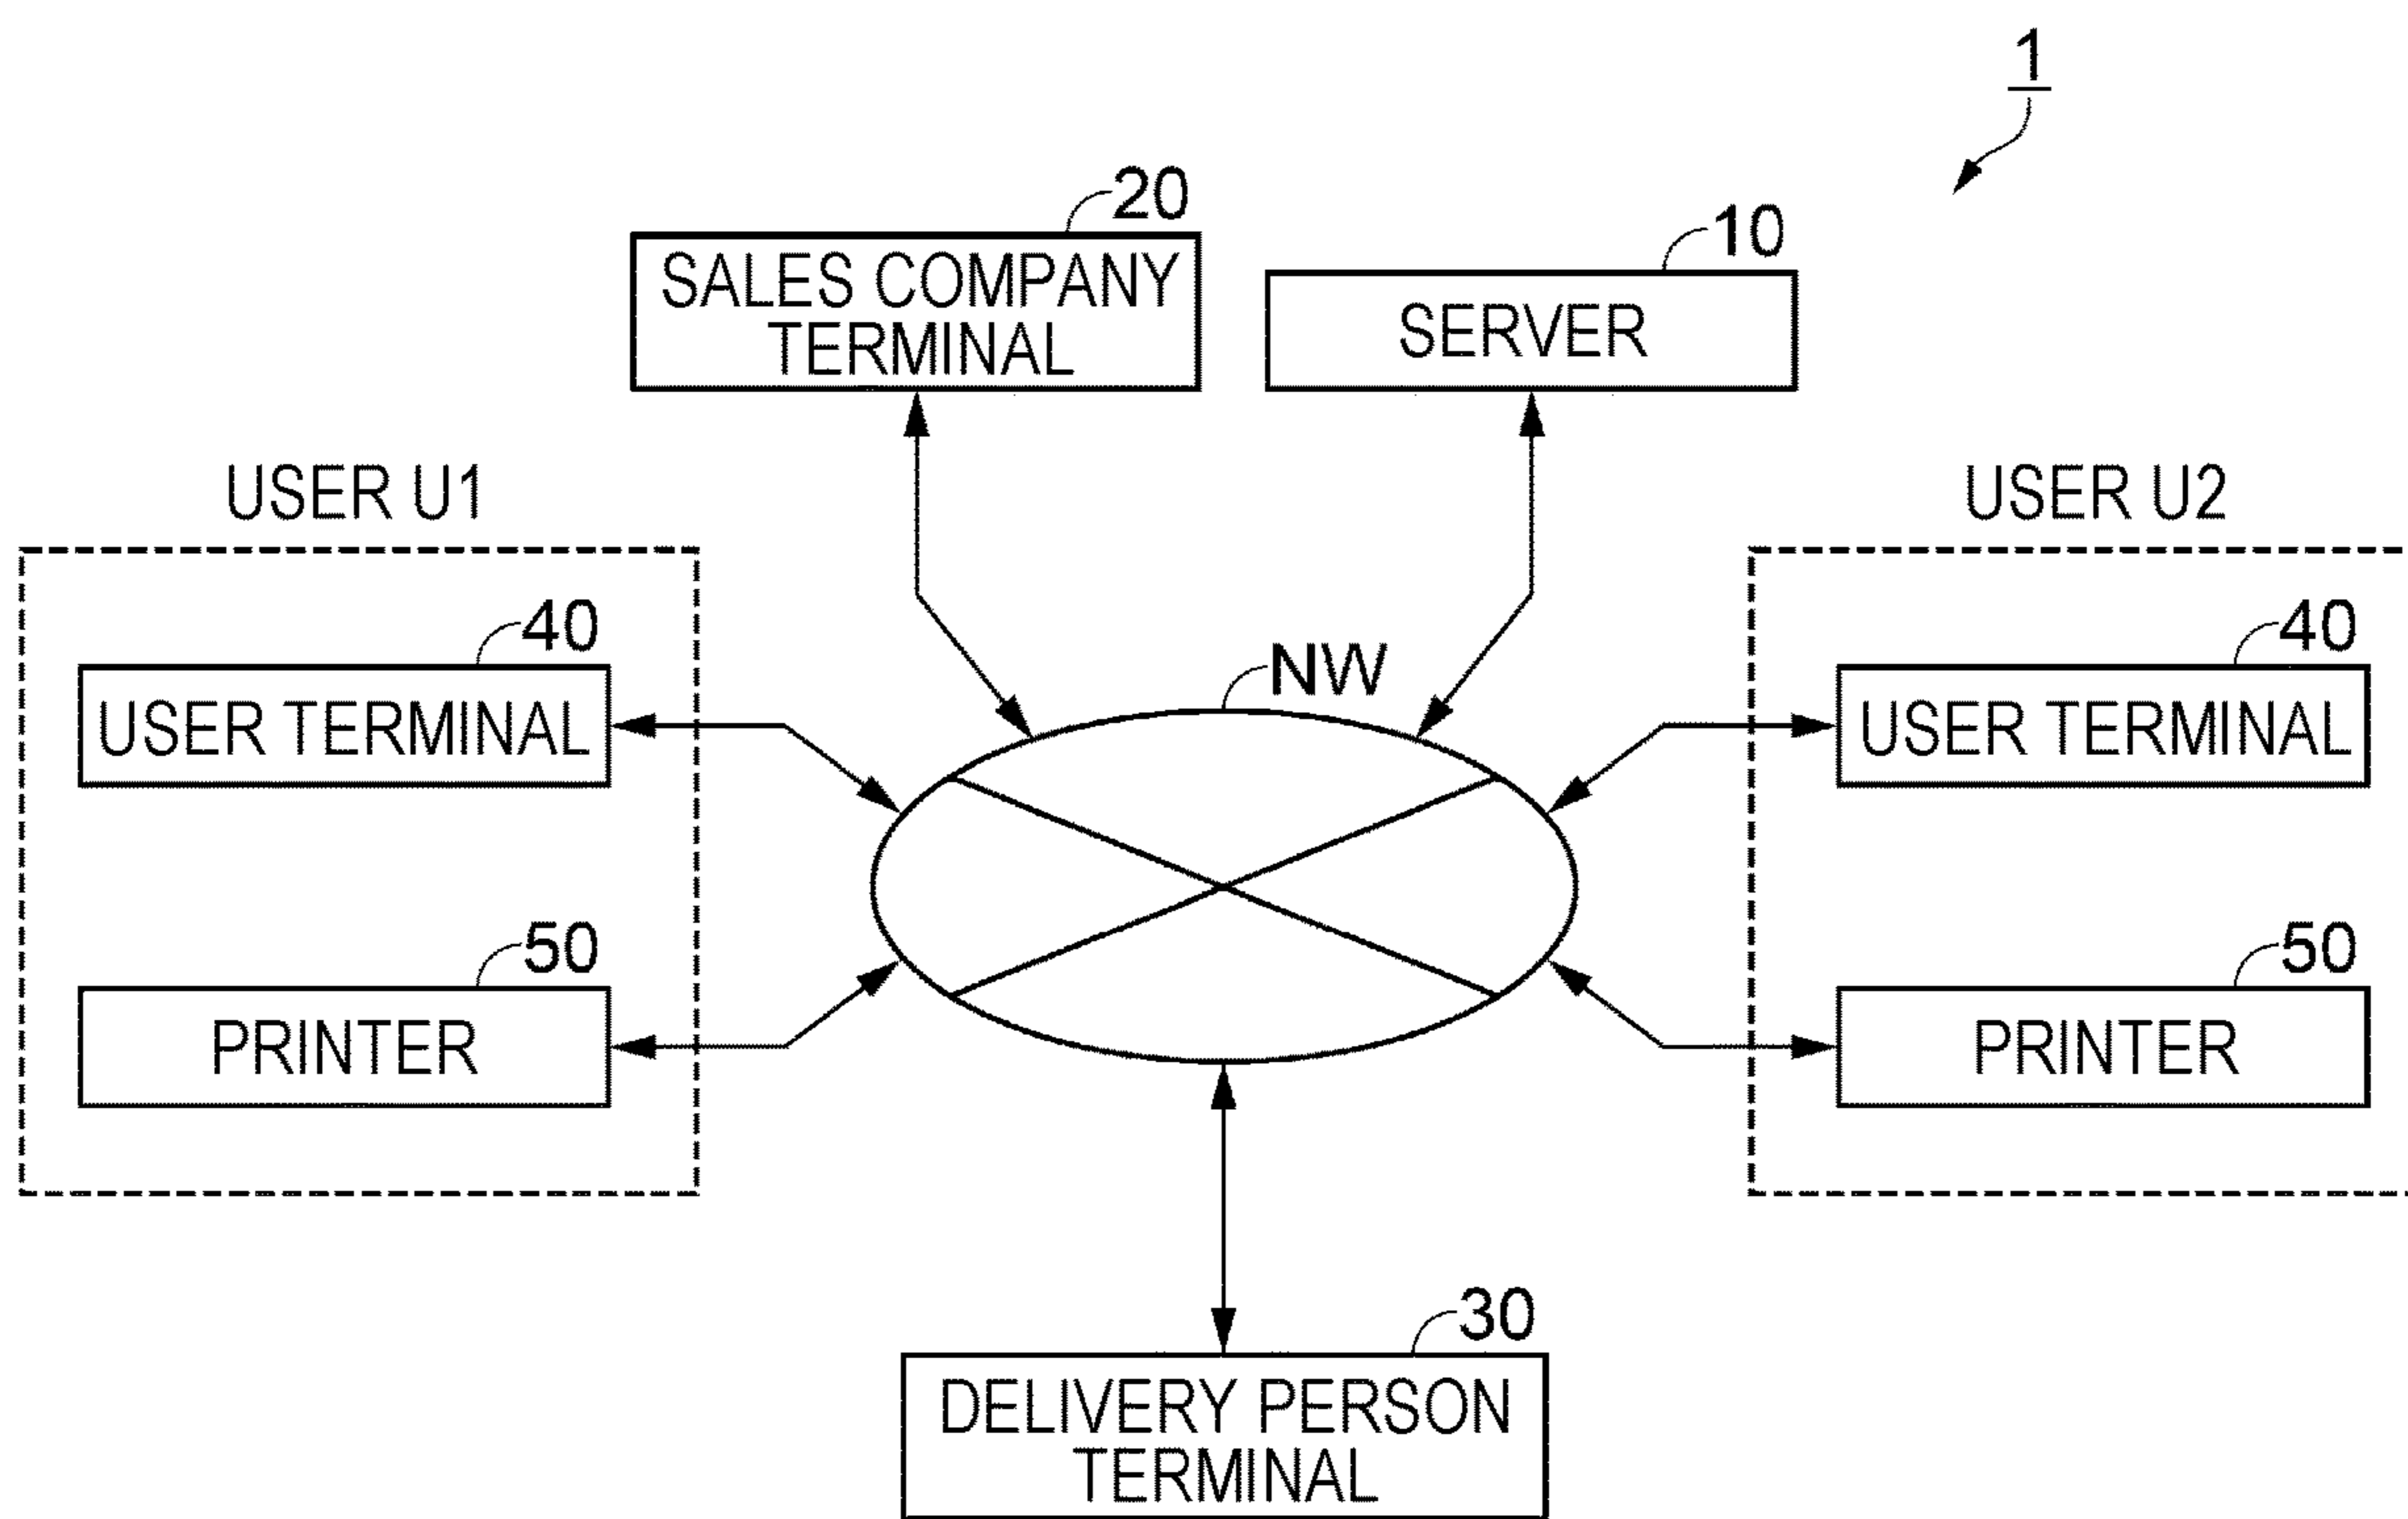 1
20
SALES COMPANY
TERMINAL
10
SERVER
USER U1
USER U2
40
USER TERMINAL
NW
40
USER TERMINAL
50
PRINTER
50
PRINTER
30
DELIVERY PERSON
TERMINAL